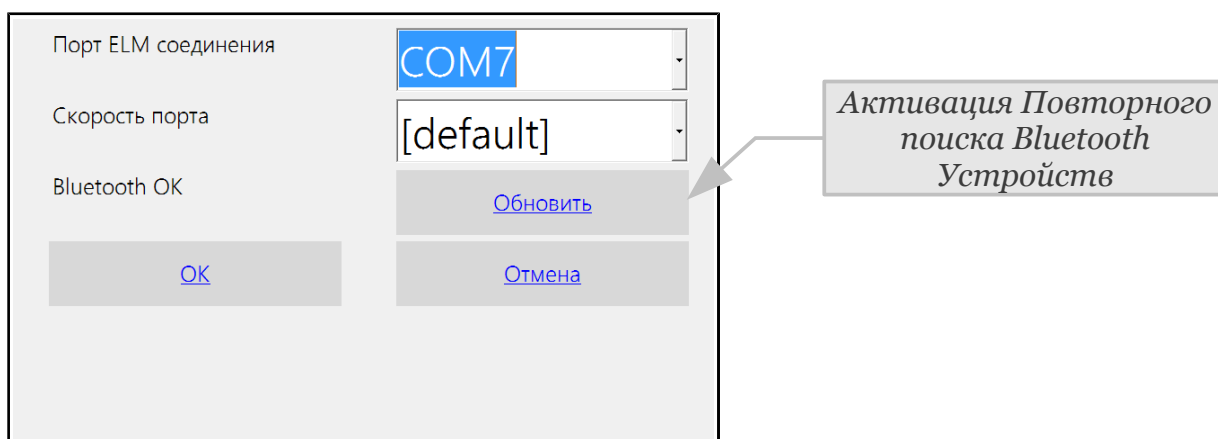 Порт ELM соединения
COM7
Скорость порта
[default]
Bluetooth OK
Обновить
OK
Отмена
Активация Повторного
поиска Bluetooth
Устройств